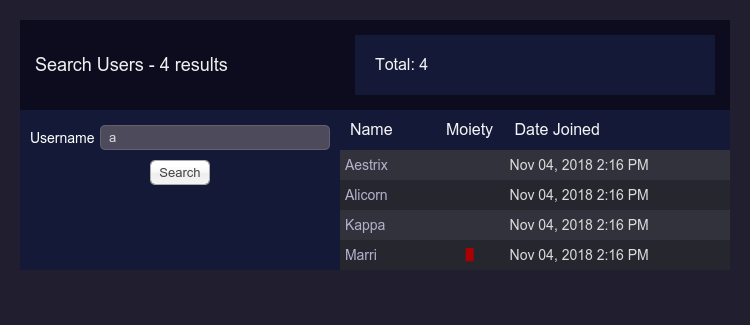 Search Users - 4 results
Total: 4
Username a
Search
Name Moiety Date Joined
Aestrix Nov 04, 2018 2:16 PM
Alicorn Nov 04, 2018 2:16 PM
Kappa Nov 04, 2018 2:16 PM
Marri Nov 04, 2018 2:16 PM